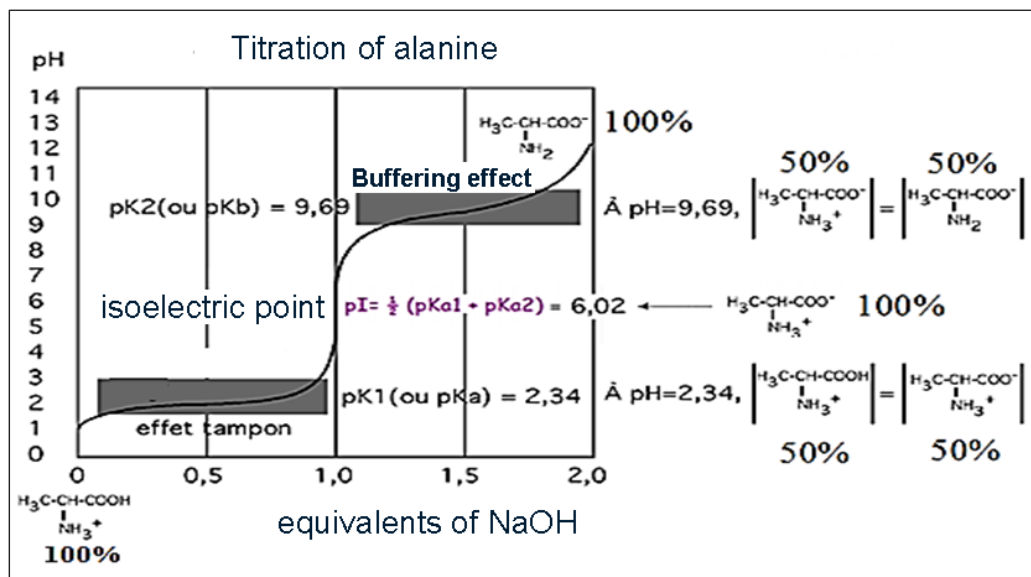 Titration of alanine
pH
14
13
12
11
10
9
8
7
6
5
4
3
2
1
0
H₃C-CH-COO⁻
NH₂
100%
Buffering effect
pK2(ou pKb) = 9,69
À pH=9,69,
50%
H₃C-CH-COO⁻
NH₃⁺
=
50%
H₃C-CH-COO⁻
NH₂
isoelectric point
pI= ½ (pKa1 + pKa2) = 6,02
H₃C-CH-COO⁻
NH₃⁺
100%
effet tampon
pK1(ou pKa) = 2,34
À pH=2,34,
H₃C-CH-COOH
NH₃⁺
50%
=
H₃C-CH-COO⁻
NH₃⁺
50%
0 0,5 1,0 1,5 2,0
H₃C-CH-COOH
NH₃⁺
100%
equivalents of NaOH